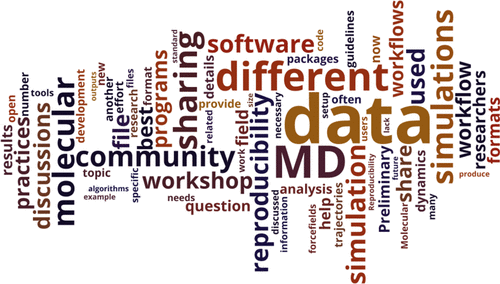 data
MD
different
community
simulations
simulation
molecular
sharing
reproducibility
software
workshop
workflow
workflows
discussions
practices
programs
file
best
field
used
share
researchers
formats
question
analysis
help
Preliminary
dynamics
trajectories
forcefields
information
discussed
Molecular
Reproducibility
future
many
produce
users
lack
necessary
setup
often
now
guidelines
code
packages
details
provide
related
size
work
needs
specific
example
algorithms
topic
development
outputs
tools
number
results
open
new
another
effort
research
files
format
standard